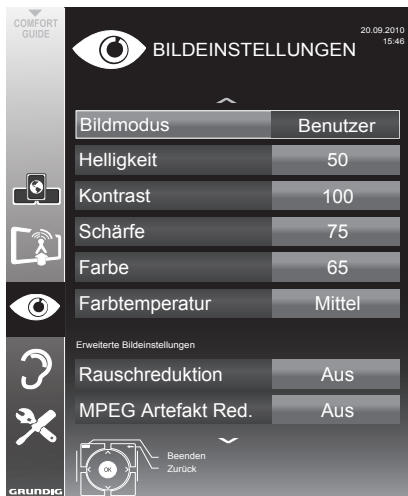 COMFORT
GUIDE
BILDEINSTELLUNGEN
20.09.2010
15:46
Bildmodus Benutzer
Helligkeit 50
Kontrast 100
Schärfe 75
Farbe 65
Farbtemperatur Mittel
Erweiterte Bildeinstellungen
Rauschreduktion Aus
MPEG Artefakt Red. Aus
OK
Beenden
Zurück
GRUNDIG